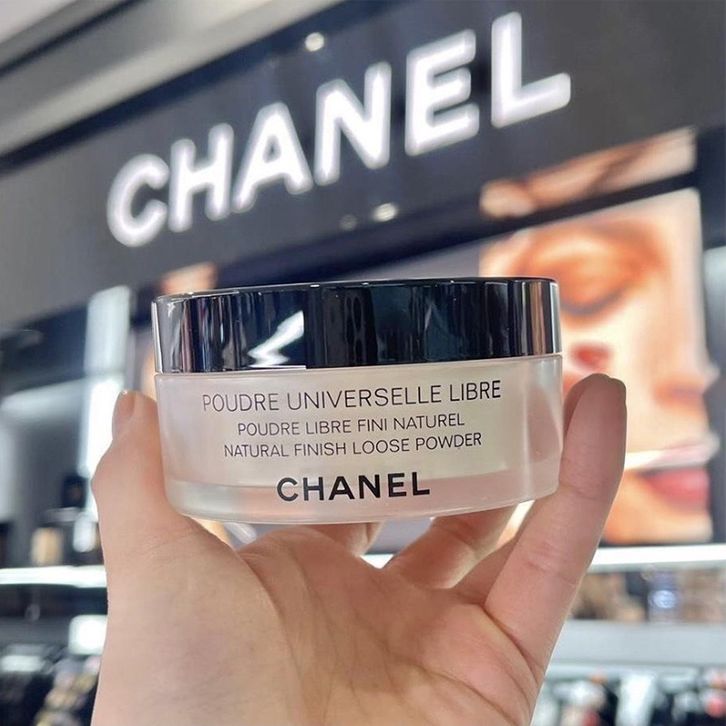 CHANEL
POUDRE UNIVERSELLE LIBRE
POUDRE LIBRE FINI NATUREL
NATURAL FINISH LOOSE POWDER
CHANEL